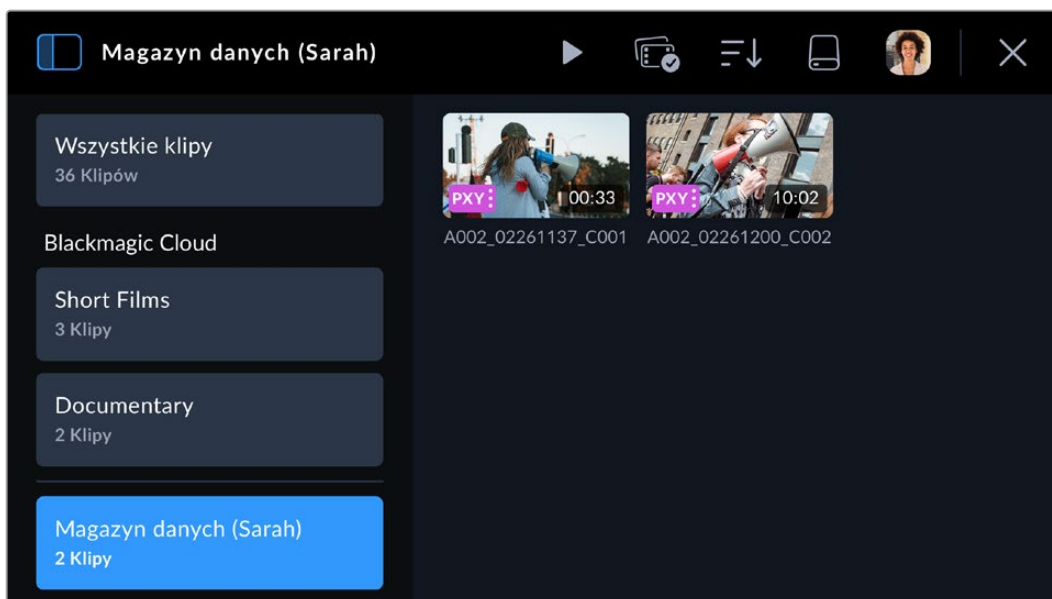 Magazyn danych (Sarah)
Wszystkie klipy
36 Klipów
Blackmagic Cloud
Short Films
3 Klipy
Documentary
2 Klipy
Magazyn danych (Sarah)
2 Klipy
PXY 00:33
PXY 10:02
A002_02261137_C001
A002_02261200_C002